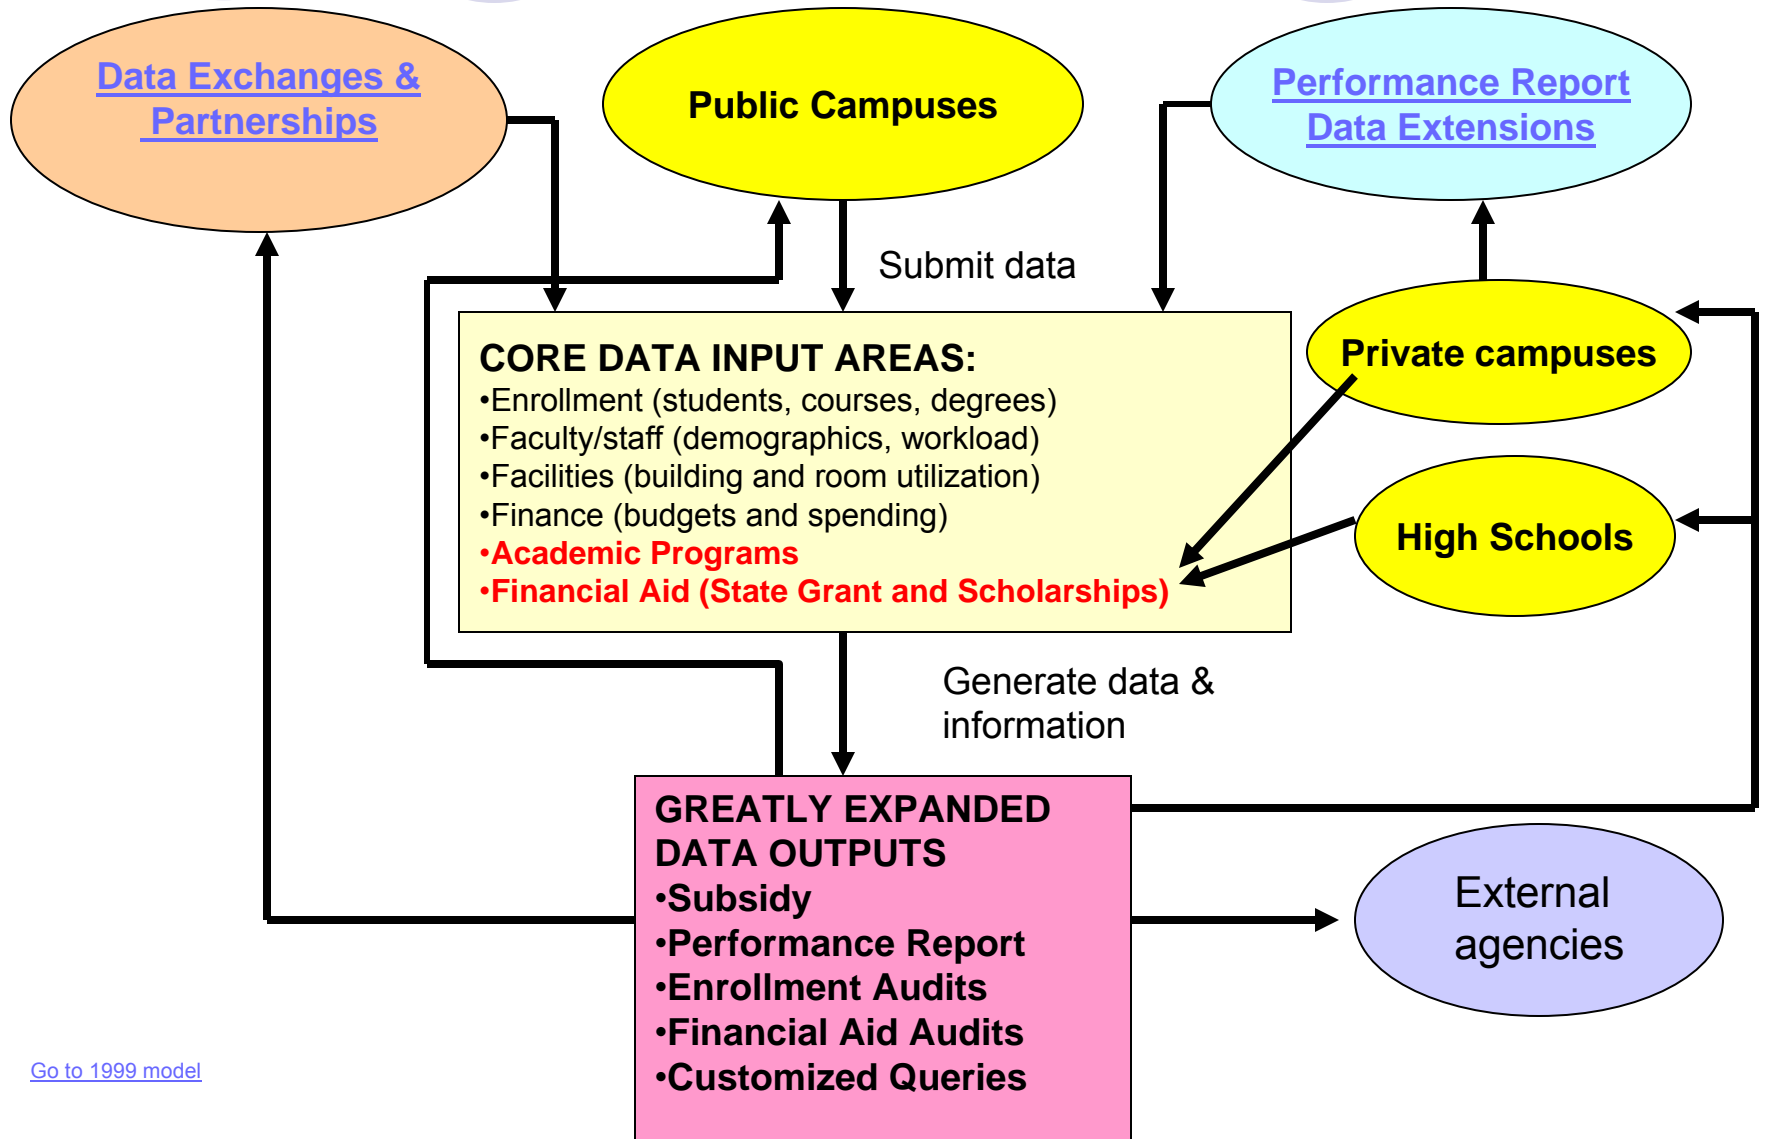 Data Exchanges &
Partnerships
Public Campuses
Performance Report
Data Extensions
Submit data
CORE DATA INPUT AREAS:
•Enrollment (students, courses, degrees)
•Faculty/staff (demographics, workload)
•Facilities (building and room utilization)
•Finance (budgets and spending)
•Academic Programs
•Financial Aid (State Grant and Scholarships)
Private campuses
High Schools
Generate data &
information
GREATLY EXPANDED
DATA OUTPUTS
•Subsidy
•Performance Report
•Enrollment Audits
•Financial Aid Audits
•Customized Queries
External
agencies
Go to 1999 model